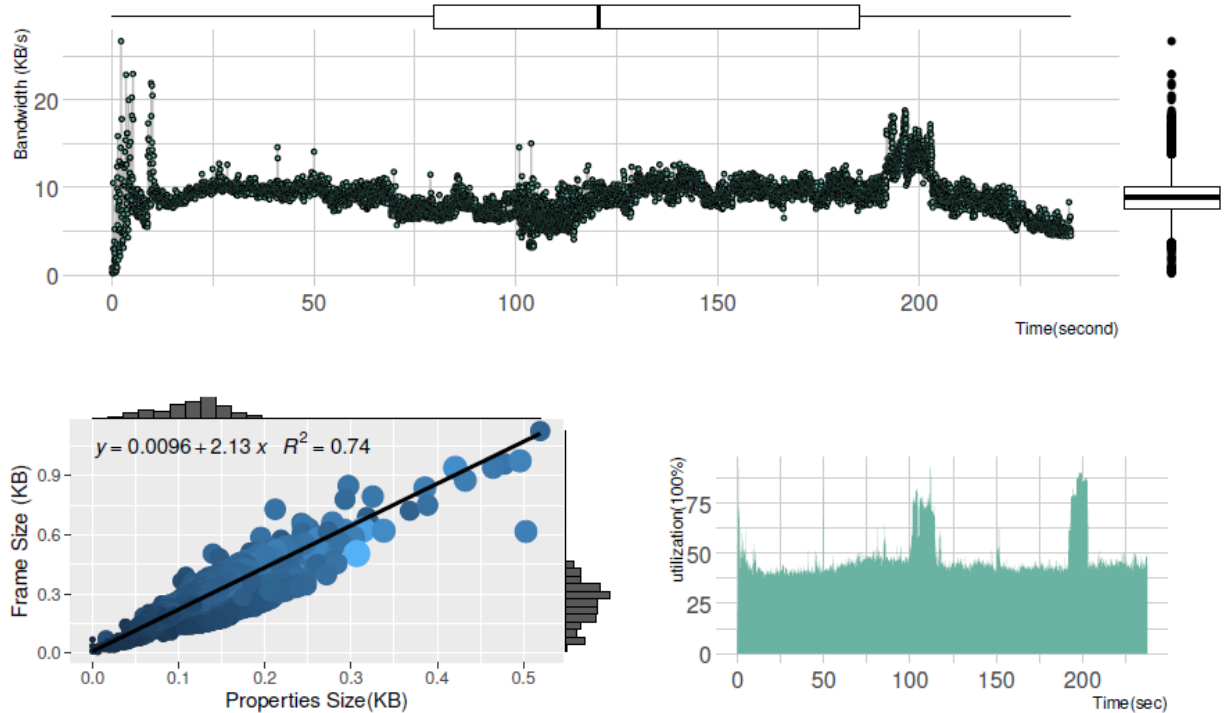 Bandwidth (KB/s)
20
10
0
0 50 100 150 200
Time(second)
y = 0.0096 + 2.13 x R² = 0.74
Frame Size (KB)
0.9
0.6
0.3
0.0
0.0 0.1 0.2 0.3 0.4 0.5
Properties Size(KB)
utilization(100%)
75
50
25
0
0 50 100 150 200
Time(sec)